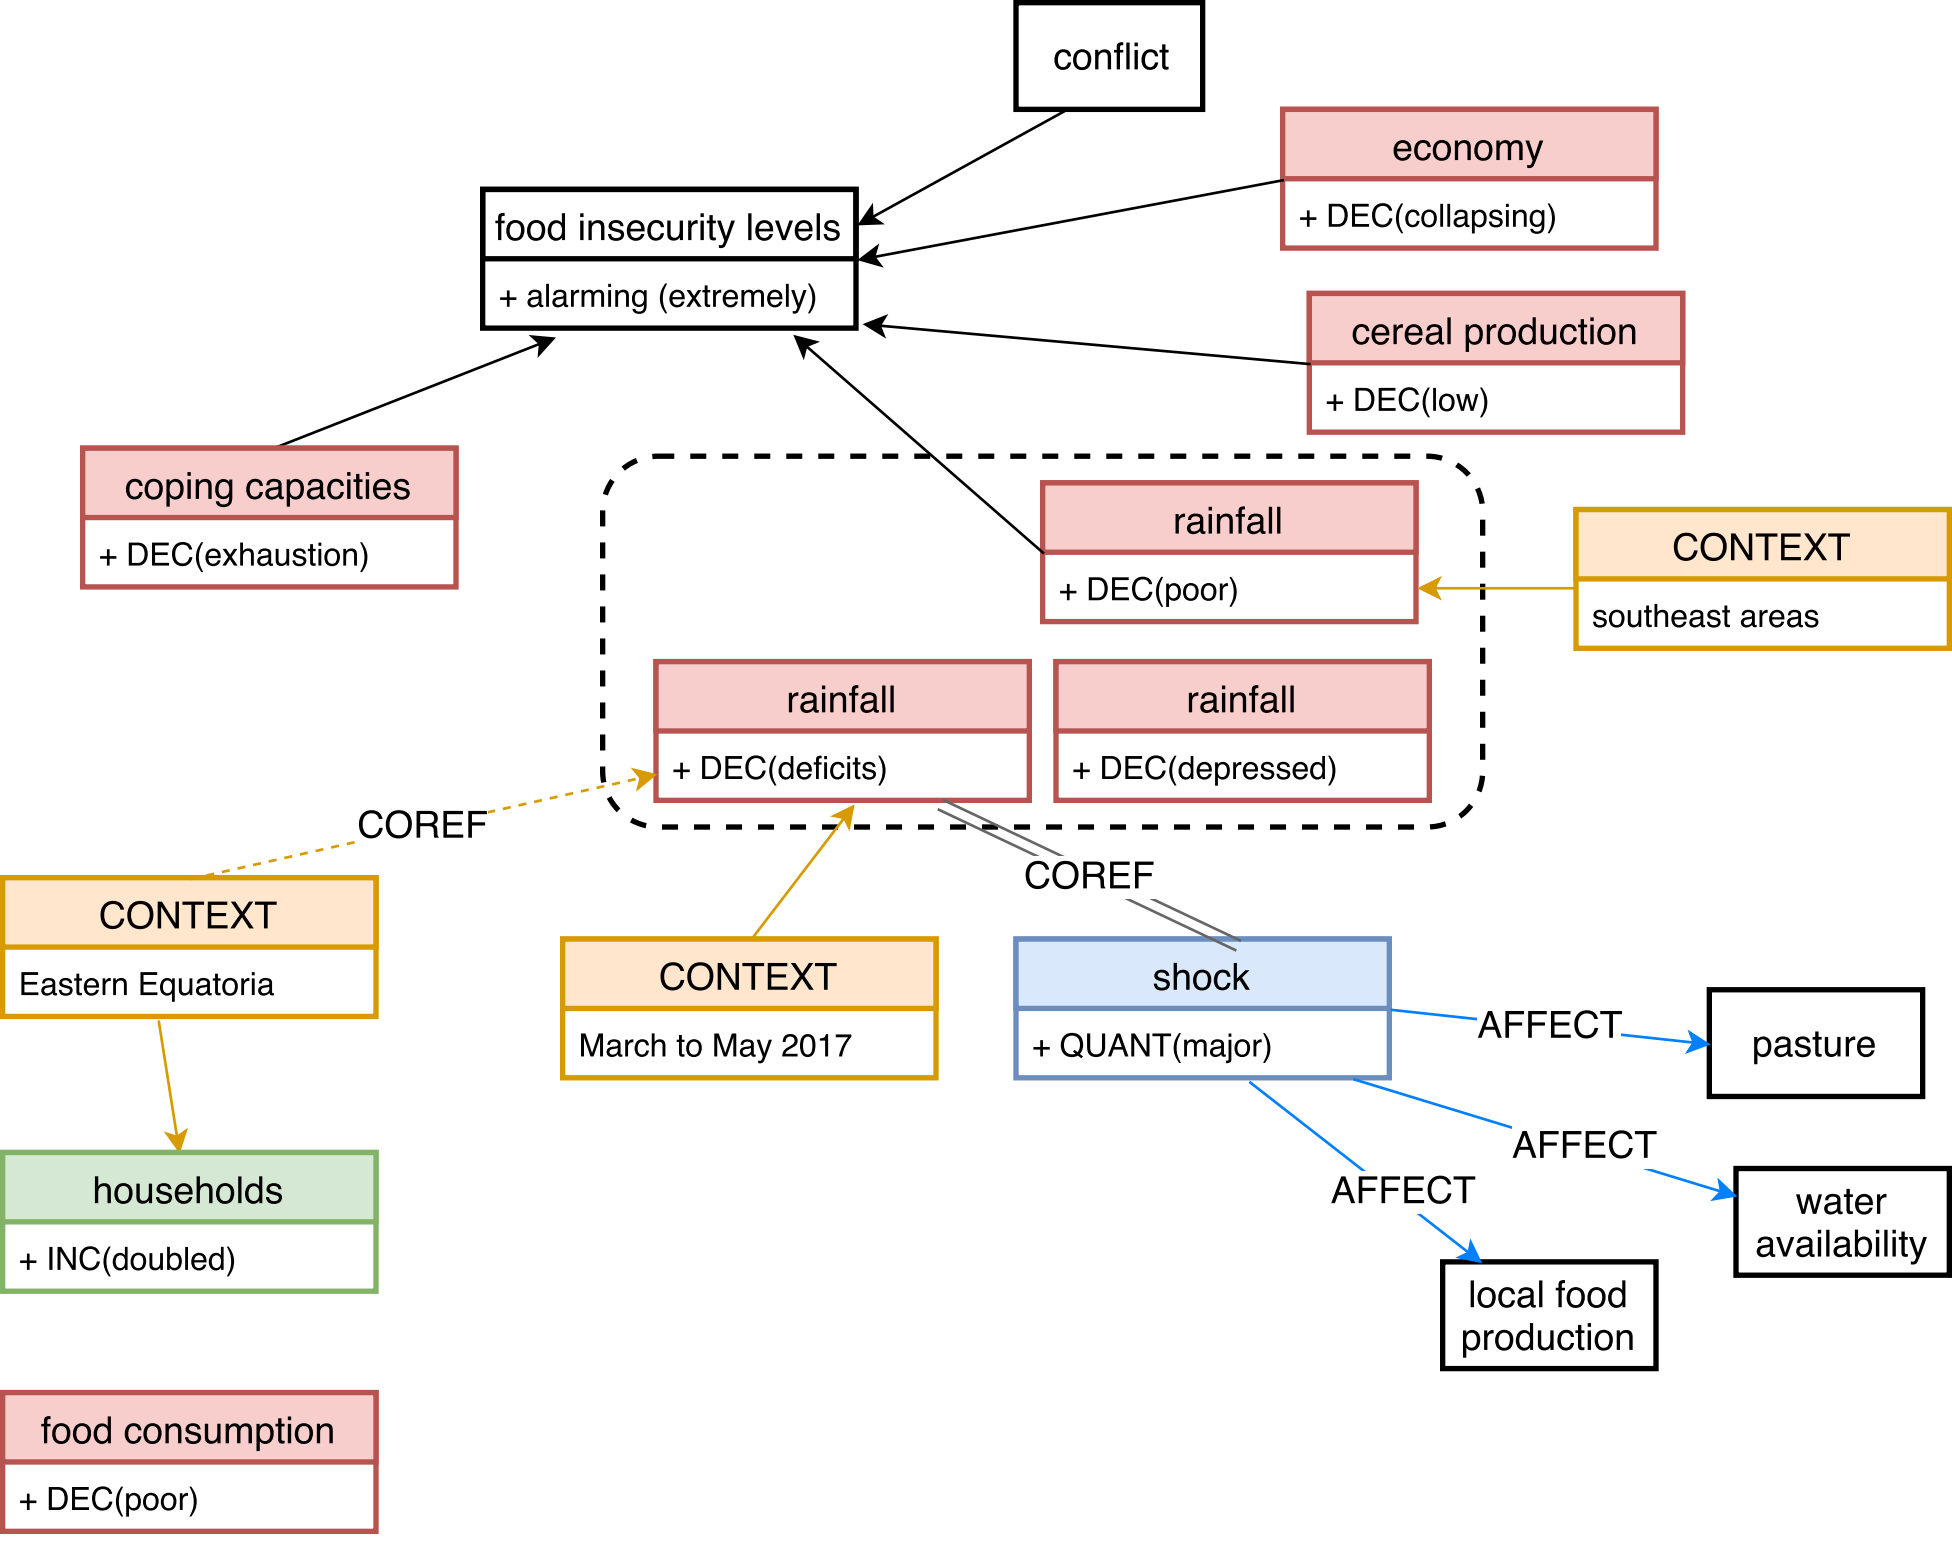 conflict
economy
+ DEC(collapsing)
food insecurity levels
+ alarming (extremely)
cereal production
+ DEC(low)
coping capacities
+ DEC(exhaustion)
rainfall
+ DEC(poor)
CONTEXT
southeast areas
rainfall
+ DEC(deficits)
rainfall
+ DEC(depressed)
COREF
COREF
CONTEXT
Eastern Equatoria
CONTEXT
March to May 2017
shock
+ QUANT(major)
AFFECT
pasture
AFFECT
AFFECT
water
availability
households
+ INC(doubled)
local food
production
food consumption
+ DEC(poor)